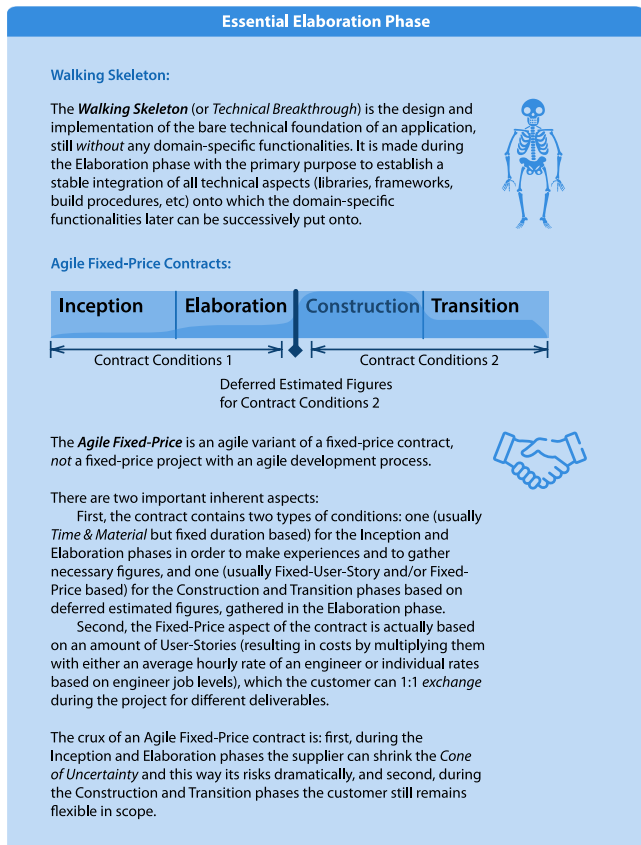 Essential Elaboration Phase
Walking Skeleton:
The Walking Skeleton (or Technical Breakthrough) is the design and
implementation of the bare technical foundation of an application,
still without any domain-specific functionalities. It is made during
the Elaboration phase with the primary purpose to establish a
stable integration of all technical aspects (libraries, frameworks,
build procedures, etc) onto which the domain-specific
functionalities later can be successively put onto.
Agile Fixed-Price Contracts:
Inception Elaboration Construction Transition
Contract Conditions 1 Contract Conditions 2
Deferred Estimated Figures
for Contract Conditions 2
The Agile Fixed-Price is an agile variant of a fixed-price contract,
not a fixed-price project with an agile development process.
There are two important inherent aspects:
First, the contract contains two types of conditions: one (usually
Time & Material but fixed duration based) for the Inception and
Elaboration phases in order to make experiences and to gather
necessary figures, and one (usually Fixed-User-Story and/or Fixed-
Price based) for the Construction and Transition phases based on
deferred estimated figures, gathered in the Elaboration phase.
Second, the Fixed-Price aspect of the contract is actually based
on an amount of User-Stories (resulting in costs by multiplying them
with either an average hourly rate of an engineer or individual rates
based on engineer job levels), which the customer can 1:1 exchange
during the project for different deliverables.
The crux of an Agile Fixed-Price contract is: first, during the
Inception and Elaboration phases the supplier can shrink the Cone
of Uncertainty and this way its risks dramatically, and second, during
the Construction and Transition phases the customer still remains
flexible in scope.